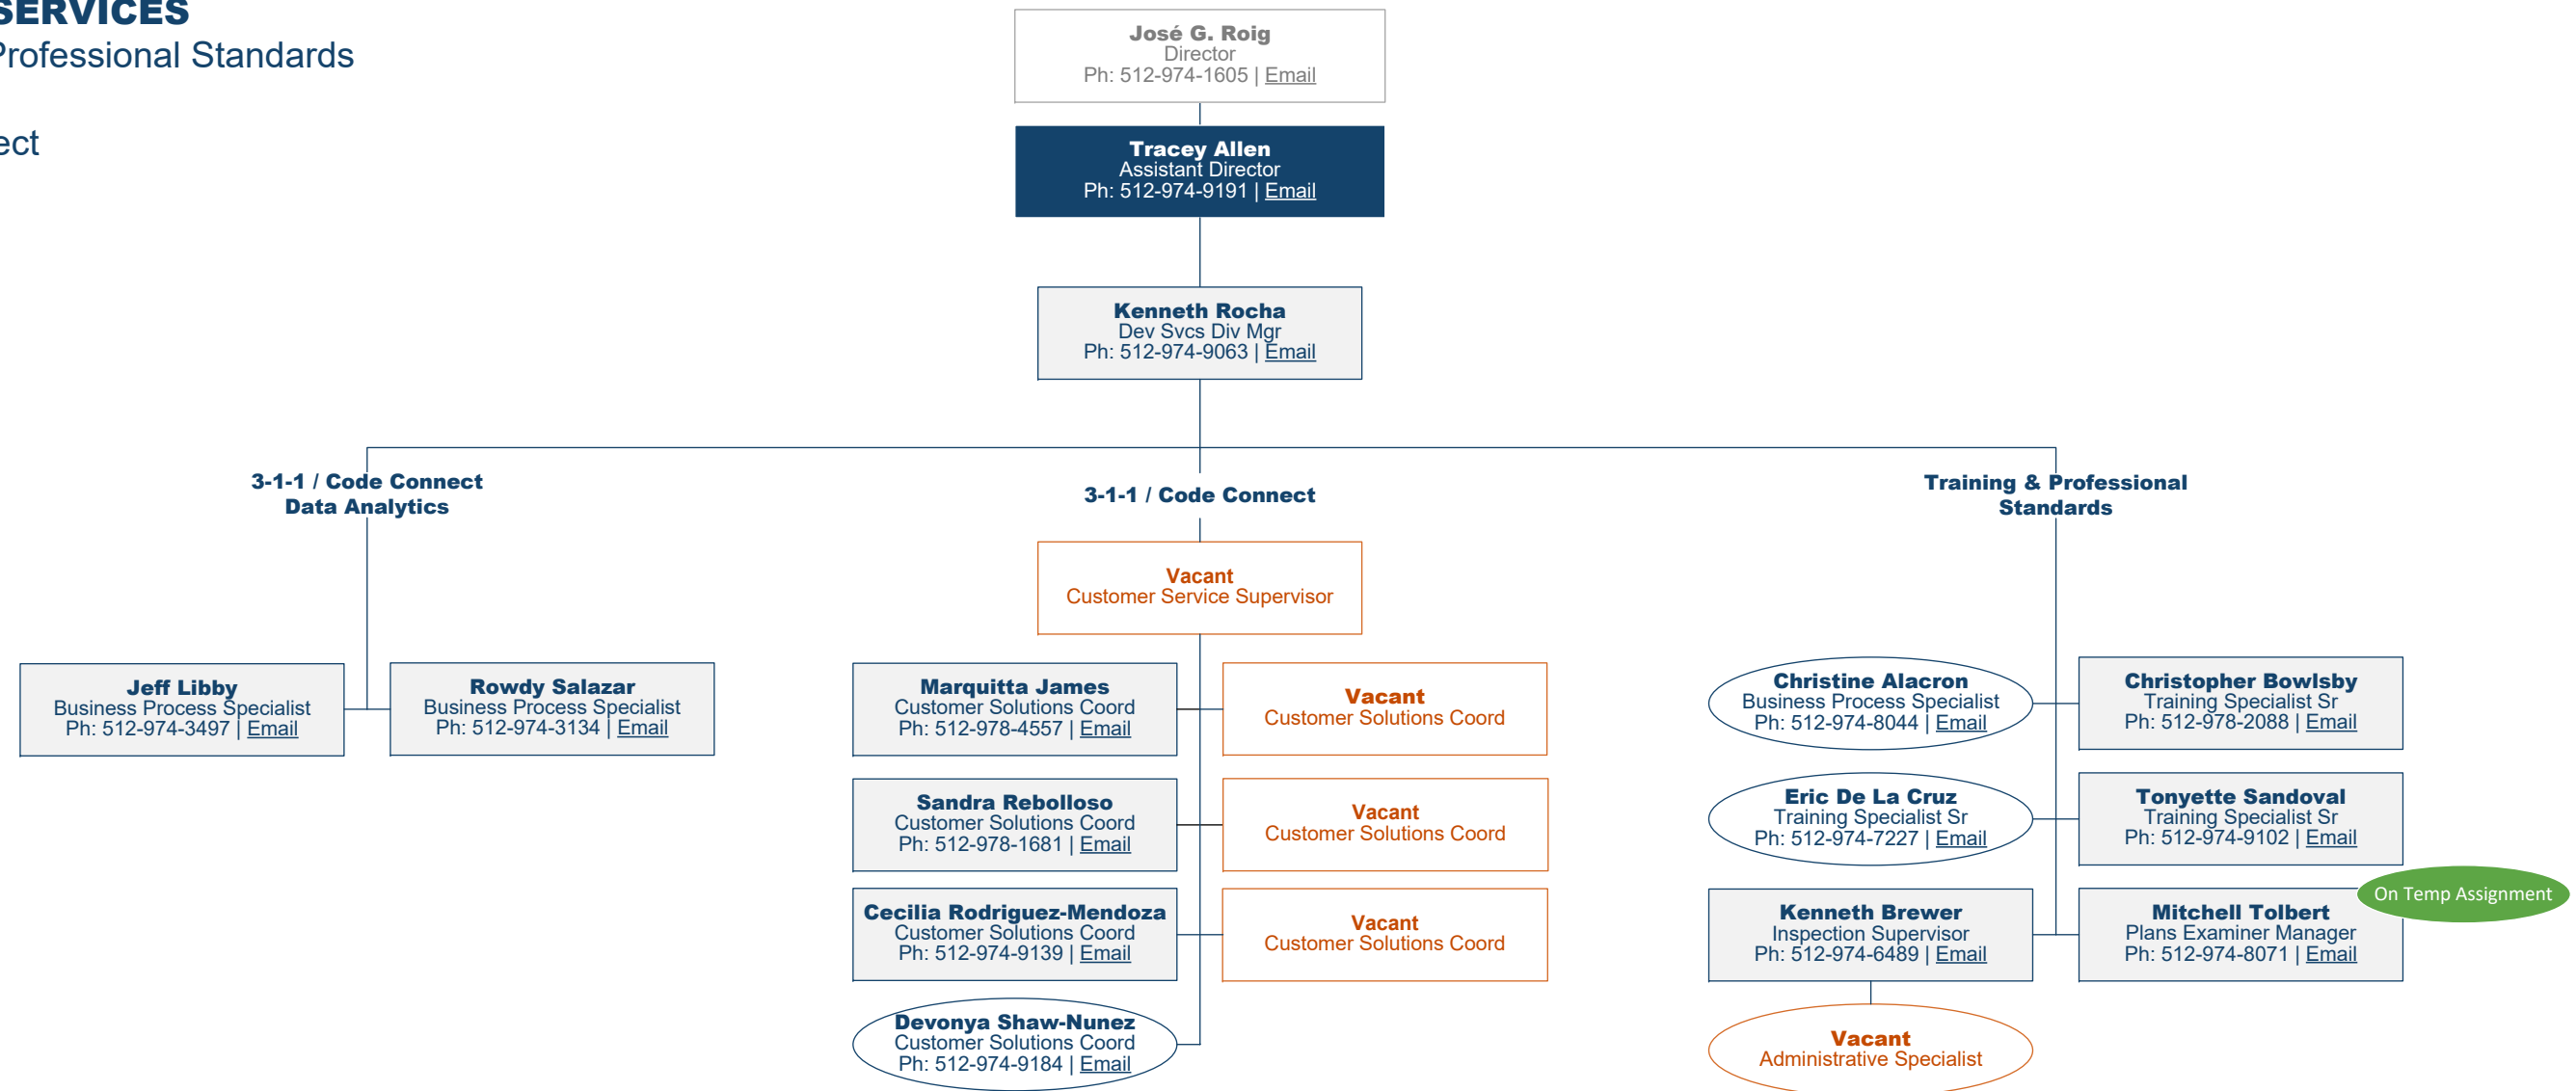 SERVICES
Professional Standards
ect
José G. Roig
Director
Ph: 512-974-1605 | Email
Tracey Allen
Assistant Director
Ph: 512-974-9191 | Email
Kenneth Rocha
Dev Svcs Div Mgr
Ph: 512-974-9063 | Email
3-1-1 / Code Connect
Data Analytics
Jeff Libby
Business Process Specialist
Ph: 512-974-3497 | Email
Rowdy Salazar
Business Process Specialist
Ph: 512-974-3134 | Email
3-1-1 / Code Connect
Vacant
Customer Service Supervisor
Marquitta James
Customer Solutions Coord
Ph: 512-978-4557 | Email
Vacant
Customer Solutions Coord
Sandra Rebolloso
Customer Solutions Coord
Ph: 512-978-1681 | Email
Vacant
Customer Solutions Coord
Cecilia Rodriguez-Mendoza
Customer Solutions Coord
Ph: 512-974-9139 | Email
Vacant
Customer Solutions Coord
Devonya Shaw-Nunez
Customer Solutions Coord
Ph: 512-974-9184 | Email
Training & Professional
Standards
Christine Alacron
Business Process Specialist
Ph: 512-974-8044 | Email
Christopher Bowlsby
Training Specialist Sr
Ph: 512-978-2088 | Email
Eric De La Cruz
Training Specialist Sr
Ph: 512-974-7227 | Email
Tonyette Sandoval
Training Specialist Sr
Ph: 512-974-9102 | Email
On Temp Assignment
Kenneth Brewer
Inspection Supervisor
Ph: 512-974-6489 | Email
Mitchell Tolbert
Plans Examiner Manager
Ph: 512-974-8071 | Email
Vacant
Administrative Specialist